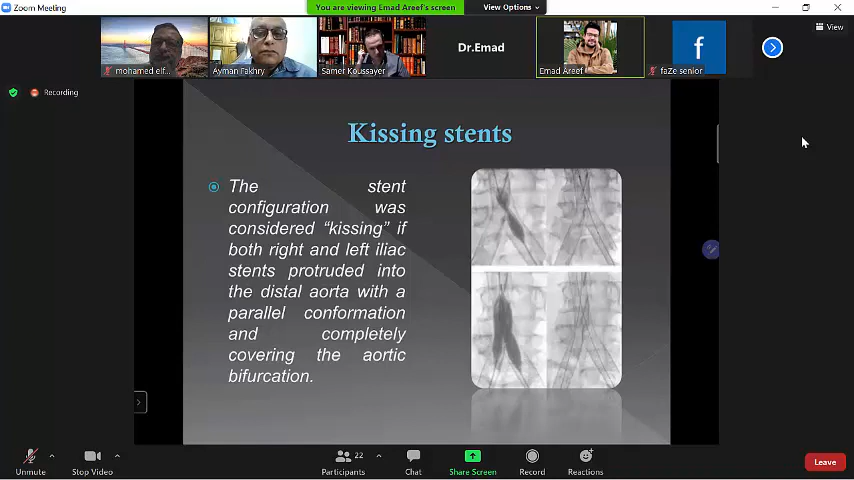 Zoom Meeting
You are viewing Emad Areef's screen
View Options
View
mohamed elf...
Ayman Fakhry
Samer Koussayer
Dr.Emad
Emad Areef
f
faZe senior
Recording
Kissing stents
The stent
configuration was
considered “kissing” if
both right and left iliac
stents protruded into
the distal aorta with a
parallel conformation
and completely
covering the aortic
bifurcation.
Unmute
Stop Video
22
Participants
Chat
Share Screen
Record
Reactions
Leave